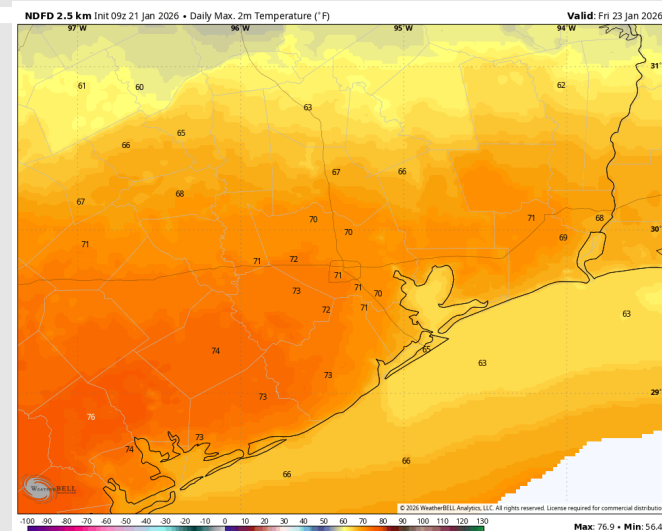 NDFD 2.5 km Init 09z 21 Jan 2026 • Daily Max. 2m Temperature (°F)
Valid: Fri 23 Jan 2026
97°W 96°W 95°W 94°W
31°
61 60 62
63
65
66
67 66
68
67
70 71 68
70 69
30°
71
71 72
71
73 71 70
72 71
63
74 65
63
73
73
29°
76
73
74
66
66
WEATHERBELL
© 2026 WeatherBELL Analytics, LLC. All rights reserved. License required for commercial distributio
-100 -90 -80 -70 -60 -50 -40 -30 -20 -10 0 10 20 30 40 50 60 70 80 90 100 110 120 130
Max: 76.9 • Min: 56.4